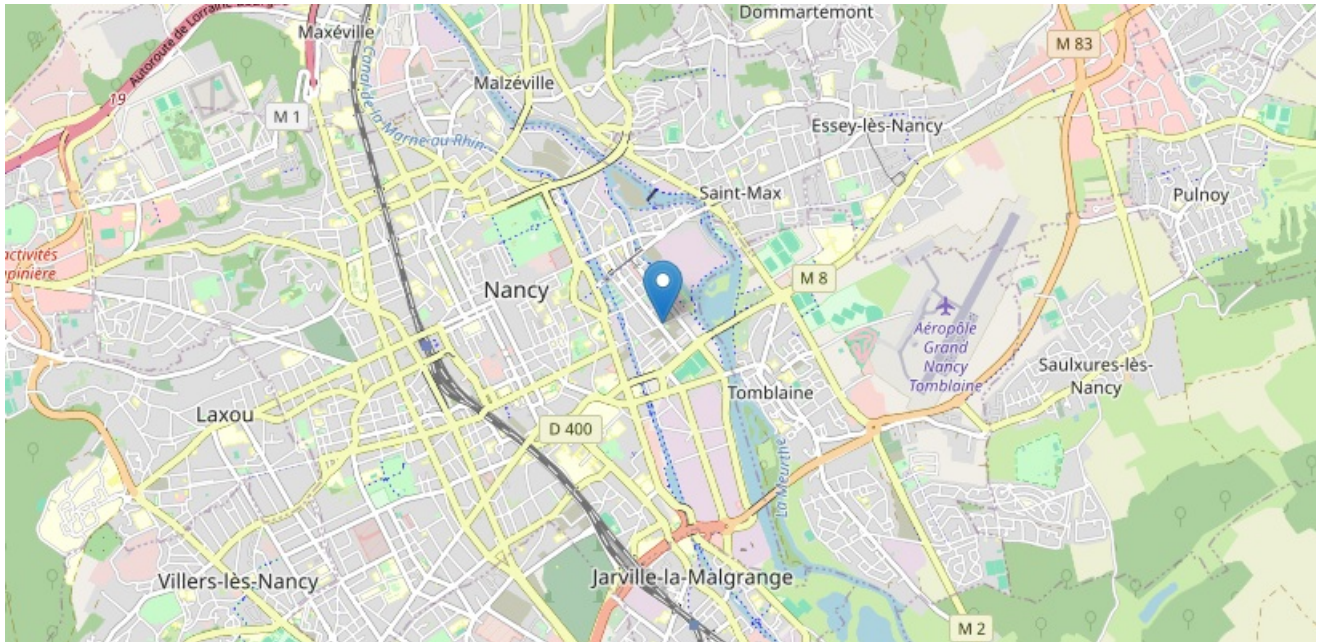 Dommartemont
Maxéville
M 83
Autoroute de Lorraine
19
Malzéville
M 1
Essey-lès-Nancy
Canal de la Marne au Rhin
Saint-Max
Pulnoy
activités
Nancy
M 8
Aéropôle
Grand
Nancy
Tomblaine
Saulxures-lès-
Nancy
Tomblaine
Laxou
D 400
La Meurthe
Villers-lès-Nancy
Jarville-la-Malgrange
M 2